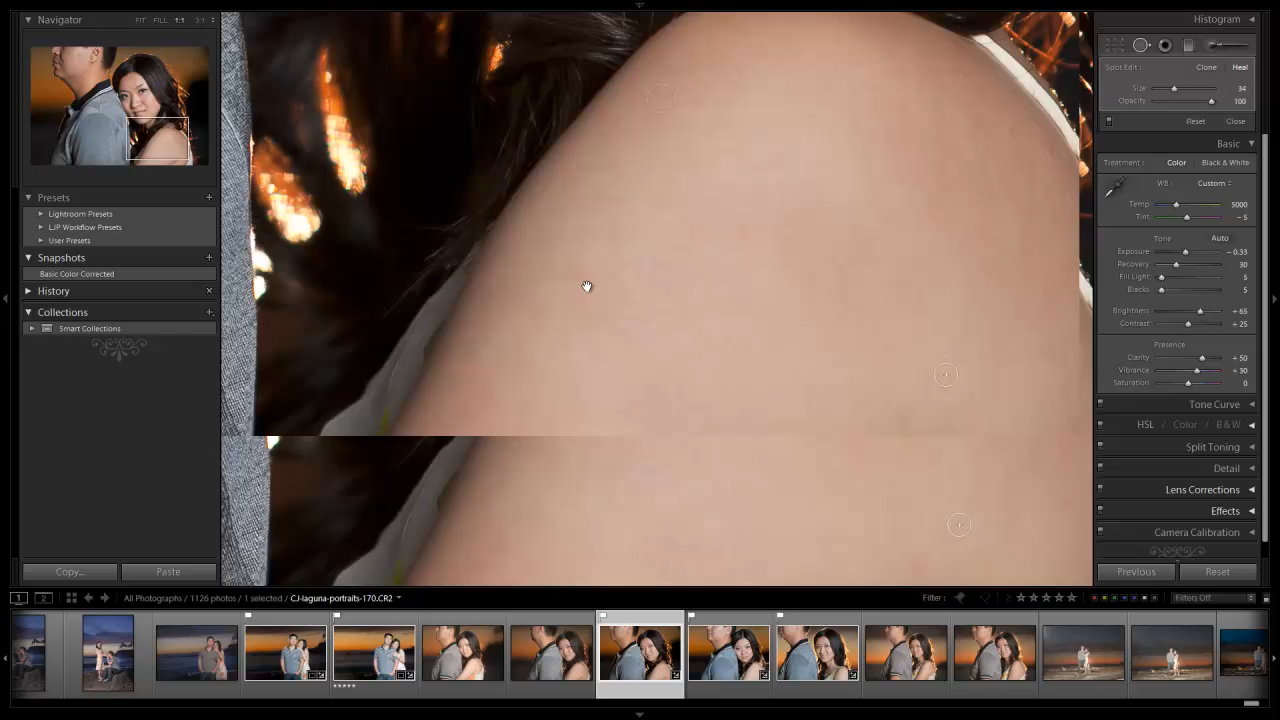 Navigator FIT FILL 1:1 3:1
Histogram
Spot Edit : Clone Heal
Size 34
Opacity 100
Reset Close
Basic
Treatment : Color Black & White
WB : Custom
Temp 5000
Tint – 5
Tone Auto
Exposure – 0.33
Recovery 30
Fill Light 5
Blacks 5
Brightness + 65
Contrast + 25
Presence
Clarity + 50
Vibrance + 30
Saturation 0
Tone Curve
HSL / Color / B & W
Split Toning
Detail
Lens Corrections
Effects
Camera Calibration
Presets +
Lightroom Presets
LJP Workflow Presets
User Presets
Snapshots +
Basic Color Corrected
History ×
Collections +
Smart Collections
Copy... Paste
Previous Reset
1 2 All Photographs / 1126 photos / 1 selected / CJ-laguna-portraits-170.CR2 Filter : Filters Off